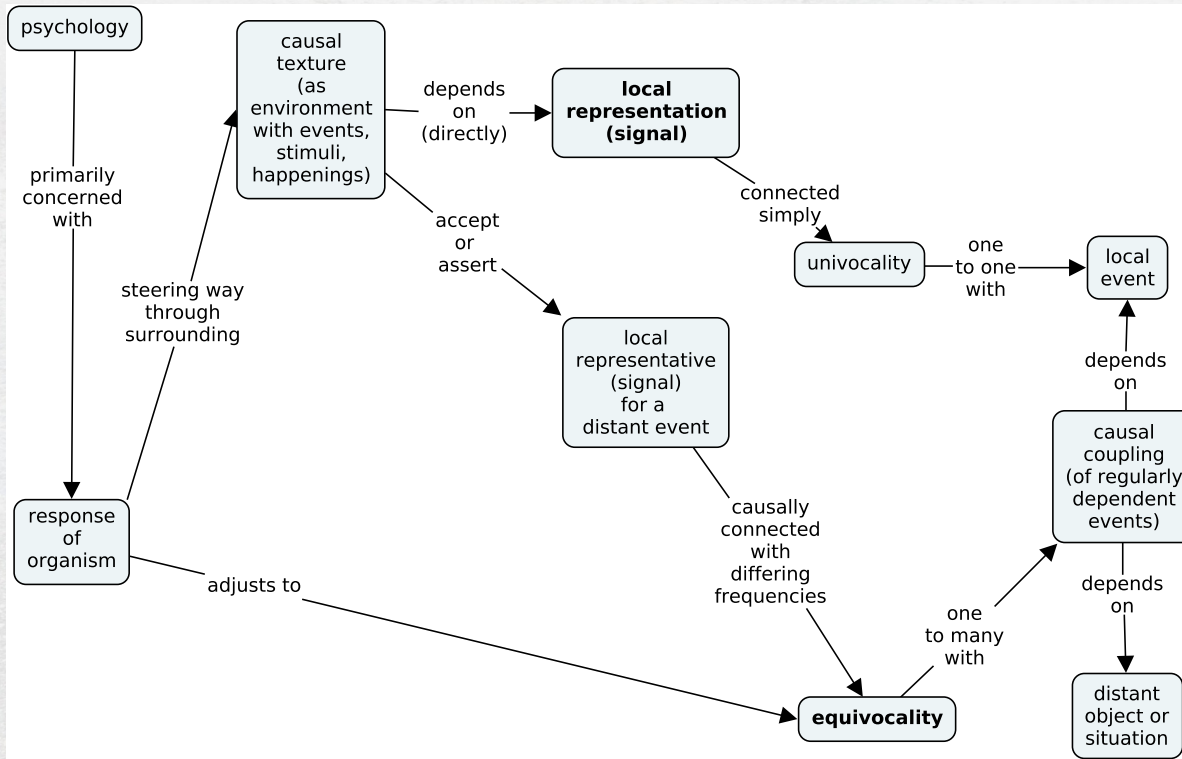 psychology
primarily
concerned
with
response
of
organism
steering way
through
surrounding
adjusts to
causal
texture
(as
environment
with events,
stimuli,
happenings)
depends
on
(directly)
local
representation
(signal)
connected
simply
univocality
one
to one
with
local
event
accept
or
assert
local
representative
(signal)
for a
distant event
causally
connected
with
differing
frequencies
equivocality
one
to many
with
causal
coupling
(of regularly
dependent
events)
depends
on
depends
on
distant
object or
situation